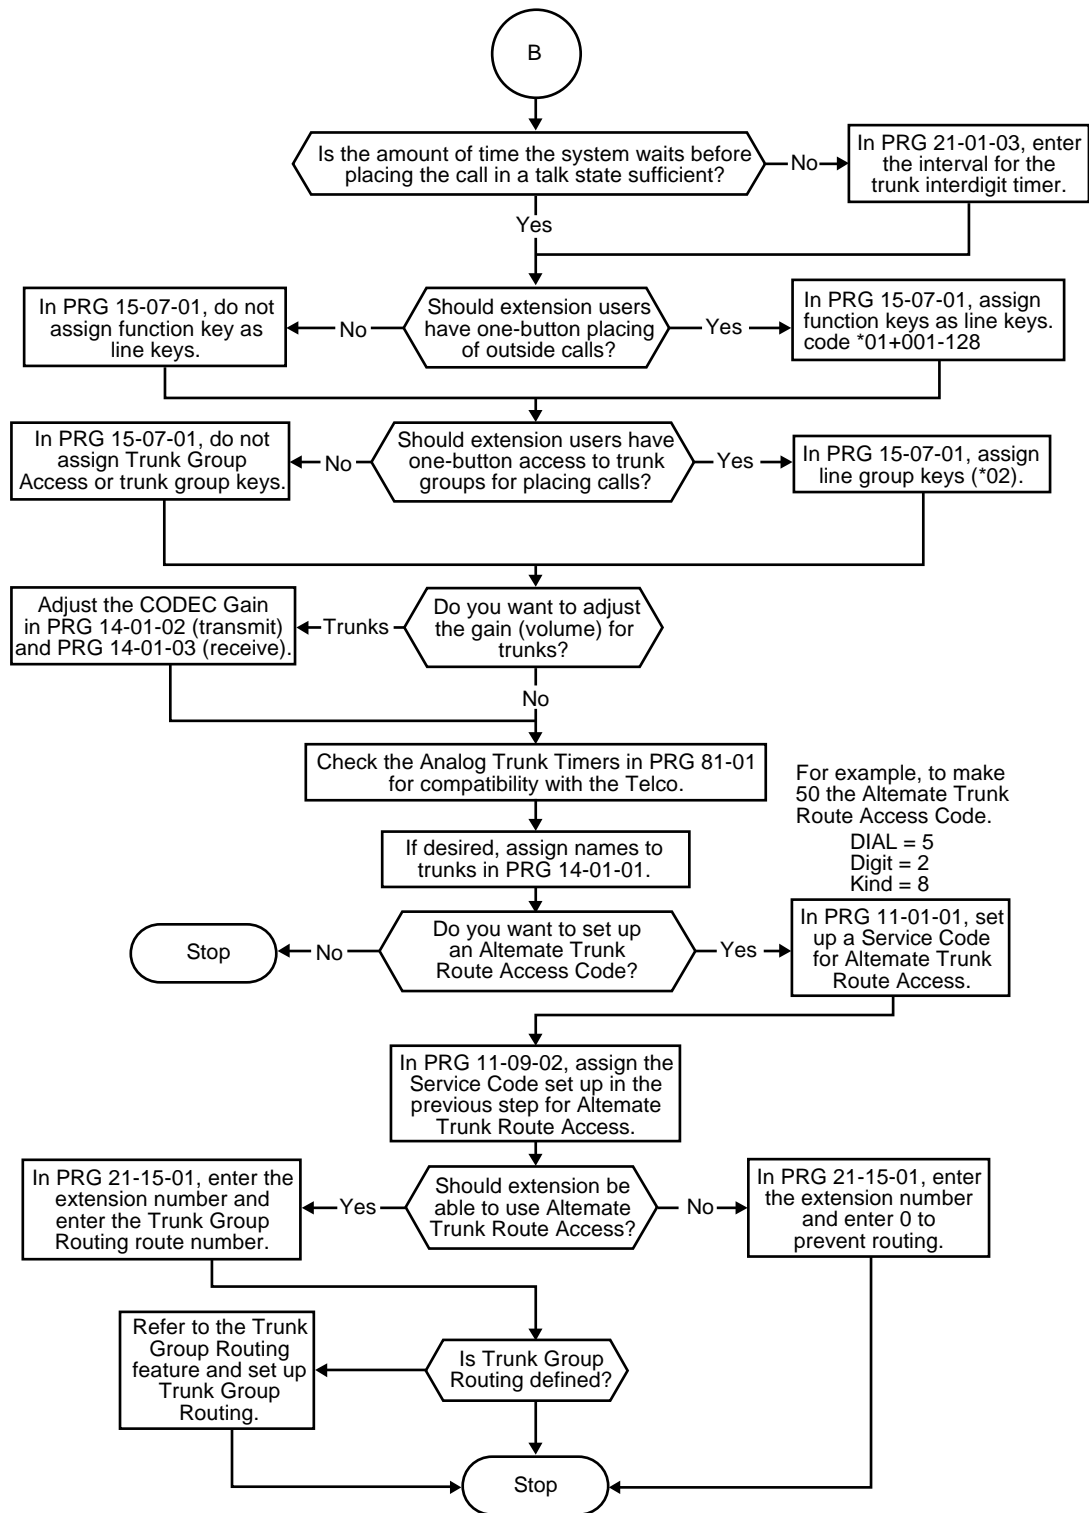 B
Is the amount of time the system waits before
placing the call in a talk state sufficient?
No
In PRG 21-01-03, enter
the interval for the
trunk interdigit timer.
Yes
In PRG 15-07-01, do not
assign function key as
line keys.
No
Should extension users
have one-button placing
of outside calls?
Yes
In PRG 15-07-01, assign
function keys as line keys.
code *01+001-128
In PRG 15-07-01, do not
assign Trunk Group
Access or trunk group keys.
No
Should extension users have
one-button access to trunk
groups for placing calls?
Yes
In PRG 15-07-01, assign
line group keys (*02).
Adjust the CODEC Gain
in PRG 14-01-02 (transmit)
and PRG 14-01-03 (receive).
Trunks
Do you want to adjust
the gain (volume) for
trunks?
No
Check the Analog Trunk Timers in PRG 81-01
for compatibility with the Telco.
For example, to make
50 the Altemate Trunk
Route Access Code.
DIAL = 5
Digit = 2
Kind = 8
If desired, assign names to
trunks in PRG 14-01-01.
Stop
No
Do you want to set up
an Altemate Trunk
Route Access Code?
Yes
In PRG 11-01-01, set
up a Service Code
for Altemate Trunk
Route Access.
In PRG 11-09-02, assign the
Service Code set up in the
previous step for Altemate
Trunk Route Access.
In PRG 21-15-01, enter the
extension number and
enter the Trunk Group
Routing route number.
Yes
Should extension be
able to use Altemate
Trunk Route Access?
No
In PRG 21-15-01, enter
the extension number
and enter 0 to
prevent routing.
Refer to the Trunk
Group Routing
feature and set up
Trunk Group
Routing.
Is Trunk Group
Routing defined?
Stop